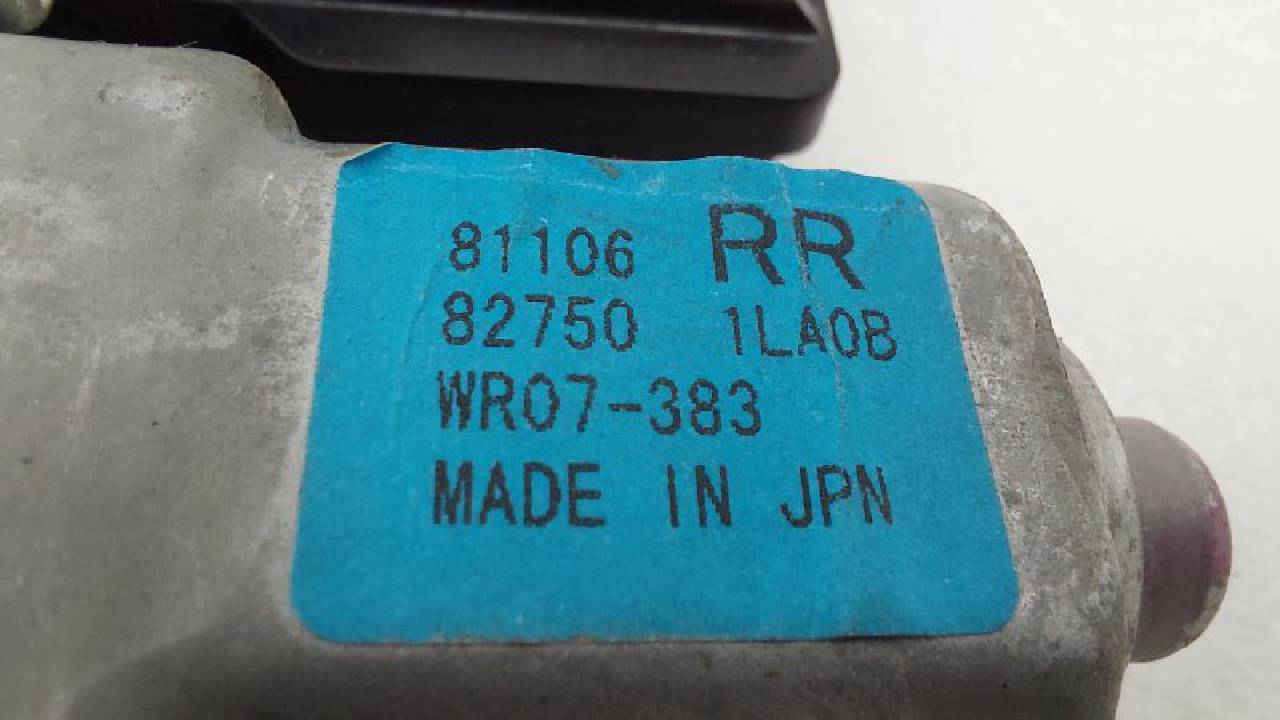 81106 RR
82750 1LA0B
WR07-383
MADE IN JPN